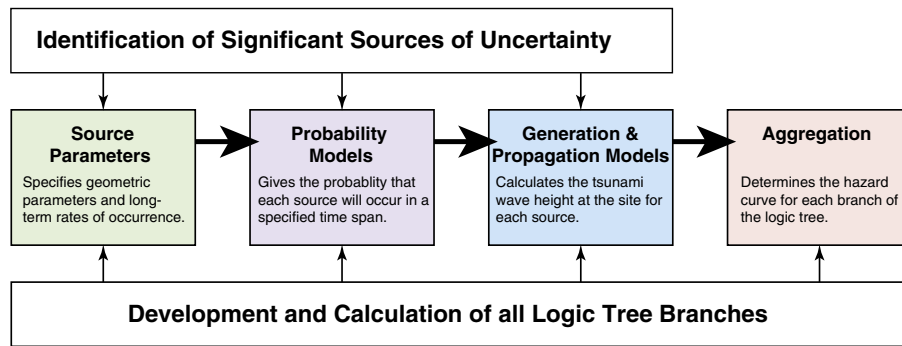 Identification of Significant Sources of Uncertainty
Source
Parameters
Specifies geometric
parameters and long-
term rates of occurrence.
Probability
Models
Gives the probablity that
each source will occur in a
specified time span.
Generation &
Propagation Models
Calculates the tsunami
wave height at the site for
each source.
Aggregation
Determines the hazard
curve for each branch of
the logic tree.
Development and Calculation of all Logic Tree Branches